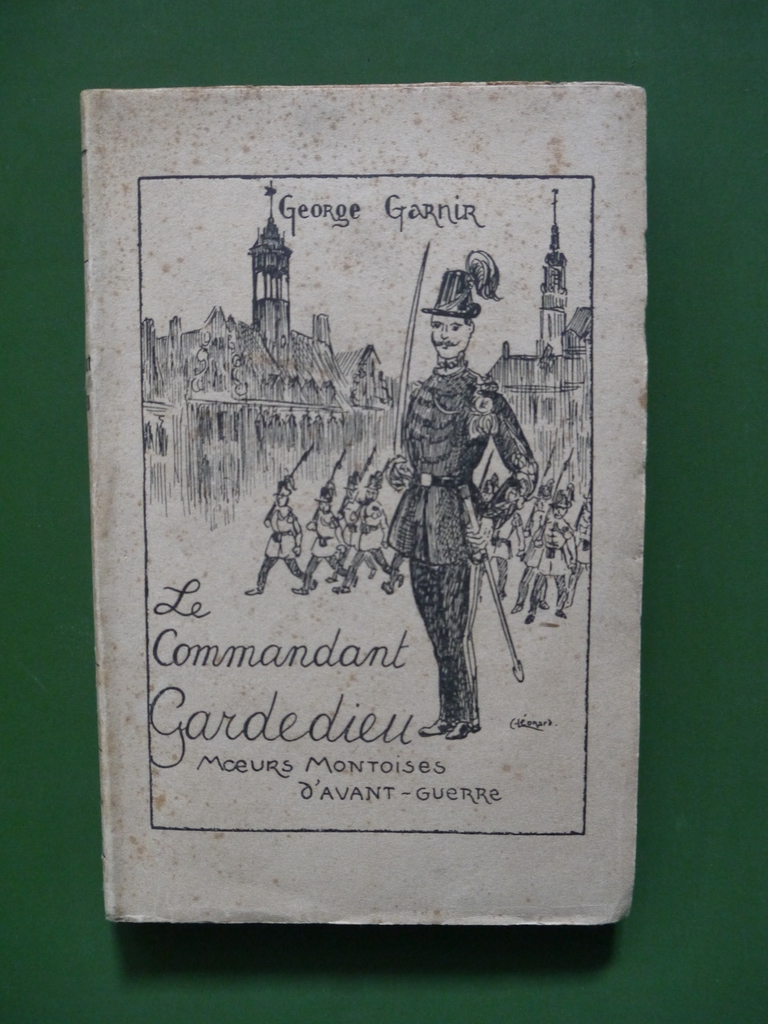 George Garnir
Le
Commandant
Gardedieu
Mœurs Montoises
d'avant-guerre